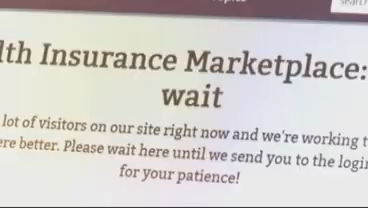 lth Insurance Marketplace:
wait
lot of visitors on our site right now and we're working t
ere better. Please wait here until we send you to the login
for your patience!